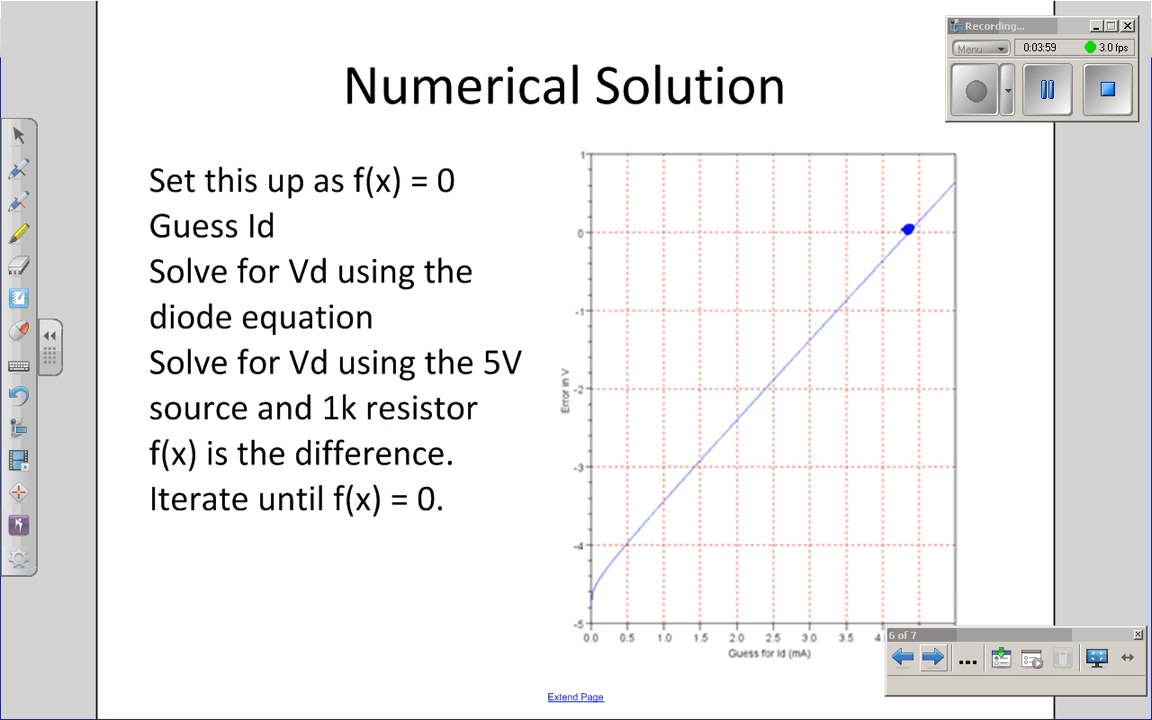 Numerical Solution
Recording...
Menu
0:03:59
3.0 fps
Set this up as f(x) = 0
Guess Id
Solve for Vd using the
diode equation
Solve for Vd using the 5V
source and 1k resistor
f(x) is the difference.
Iterate until f(x) = 0.
1
0
-1
-2
-3
-4
-5
Error in V
0.0 0.5 1.0 1.5 2.0 2.5 3.0 3.5 4
Guess for Id (mA)
6 of 7
Extend Page